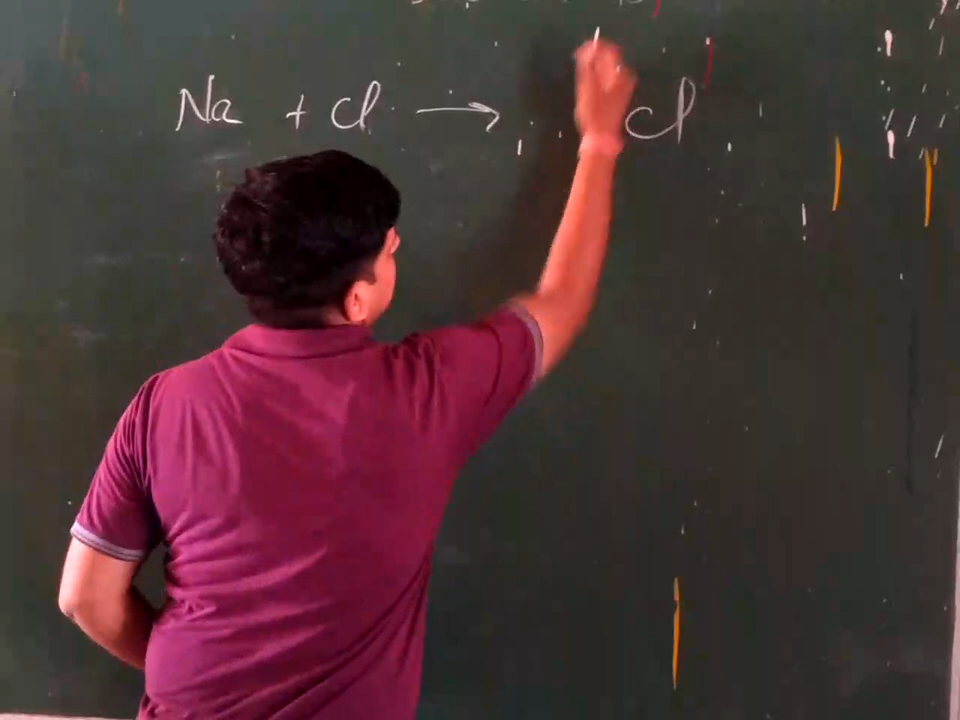 Na + Cl → Cl